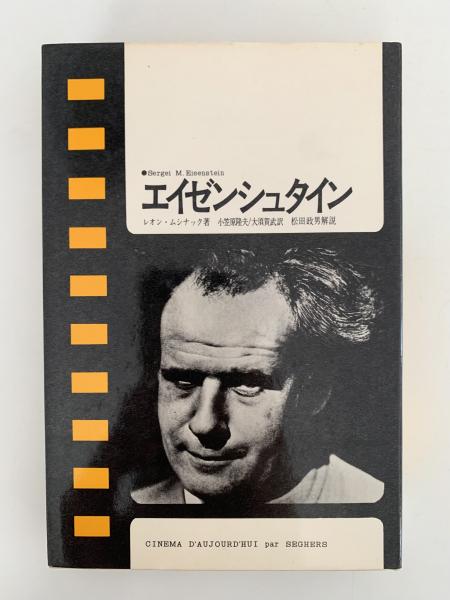 ●Sergei M. Eisenstein
エイゼンシュタイン
レオン・ムシナック著 小笠原隆夫/大須賀武訳 松田政男解説
CINEMA D'AUJOURD'HUI par SEGHERS